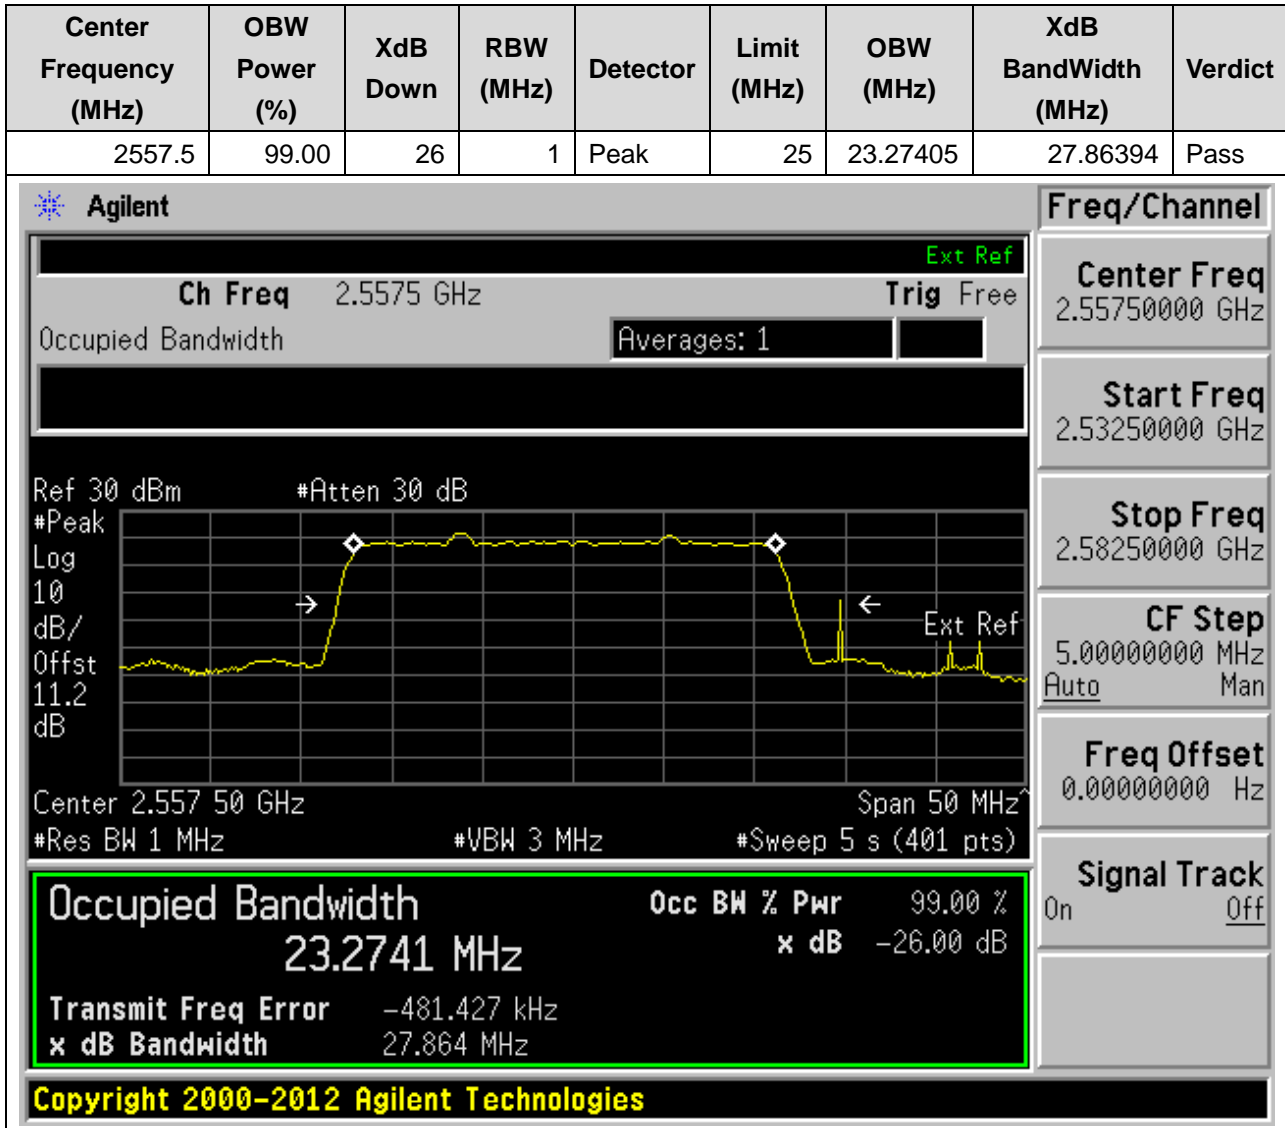 Center Frequency (MHz) OBW Power (%) XdB Down RBW (MHz) Detector Limit (MHz) OBW (MHz) XdB BandWidth (MHz) Verdict
2557.5 99.00 26 1 Peak 25 23.27405 27.86394 Pass
Agilent
Freq/Channel
Ext Ref
Ch Freq 2.5575 GHz Trig Free
Occupied Bandwidth Averages: 1
Ref 30 dBm #Atten 30 dB
#Peak
Log
10
dB/
Offst
11.2
dB
Ext Ref
Center 2.557 50 GHz Span 50 MHz^
#Res BW 1 MHz #VBW 3 MHz #Sweep 5 s (401 pts)
Occupied Bandwidth
23.2741 MHz
Occ BW % Pwr 99.00 %
x dB -26.00 dB
Transmit Freq Error -481.427 kHz
x dB Bandwidth 27.864 MHz
Center Freq
2.55750000 GHz
Start Freq
2.53250000 GHz
Stop Freq
2.58250000 GHz
CF Step
5.00000000 MHz
Auto Man
Freq Offset
0.00000000 Hz
Signal Track
On Off
Copyright 2000-2012 Agilent Technologies